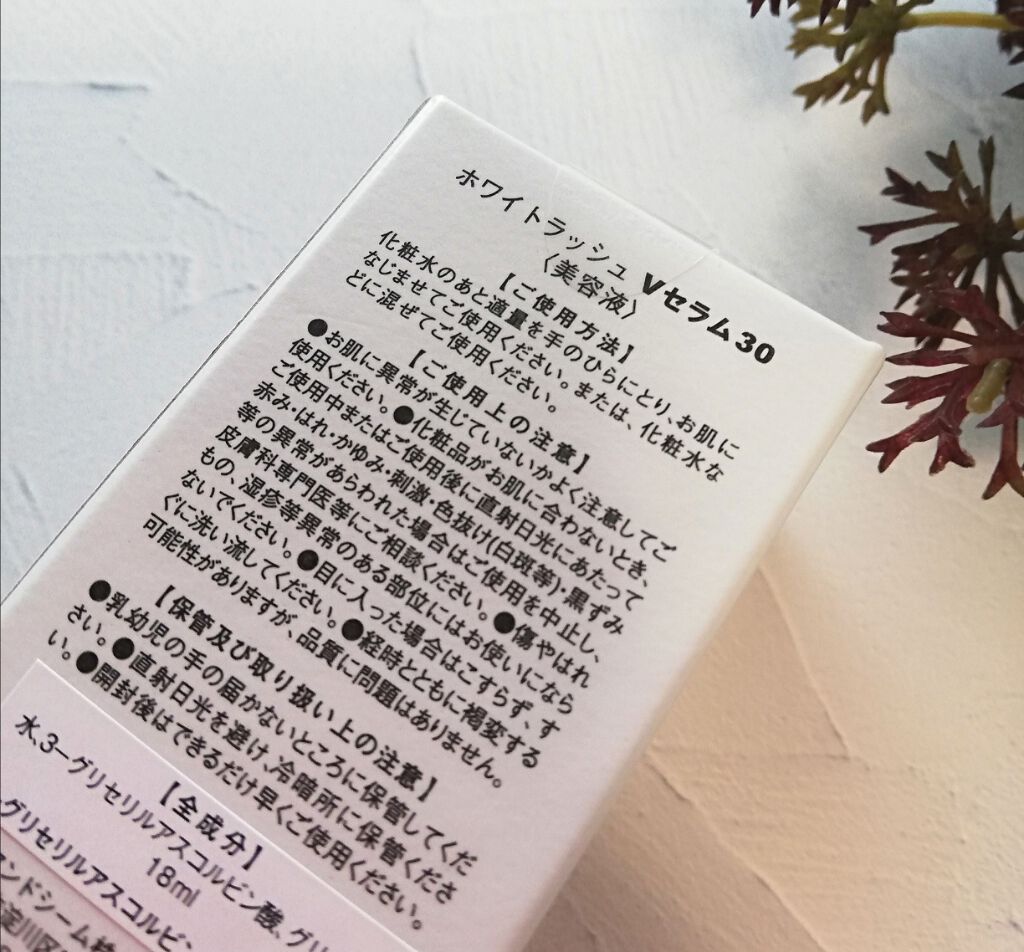 ホワイトラッシュ Vセラム30
〈美容液〉
【ご使用方法】
化粧水のあと適量を手のひらにとり、お肌に
なじませてご使用ください。または、化粧水な
どに混ぜてご使用ください。
【ご使用上の注意】
●お肌に異常が生じていないかよく注意してご
使用ください。●化粧品がお肌に合わないとき、
ご使用中またはご使用後に直射日光にあたって
赤み・はれ・かゆみ・刺激・色抜け(白斑等)・黒ずみ
等の異常があらわれた場合はご使用を中止し、
皮膚科専門医等にご相談ください。●傷やはれ
もの、湿疹等異常のある部位にはお使いになら
ないでください。●目に入った場合はこすらず、す
ぐに洗い流してください。●経時とともに褐変する
可能性がありますが、品質に問題はありません。
【保管及び取り扱い上の注意】
●乳幼児の手の届かないところに保管してくだ
さい。●直射日光を避け、冷暗所に保管くださ
い。●開封後はできるだけ早くご使用ください。
【全成分】
水、3ーグリセリルアスコルビン酸、グリ
18ml
グリセリルアスコルビ、
ンドシーム
淀川区